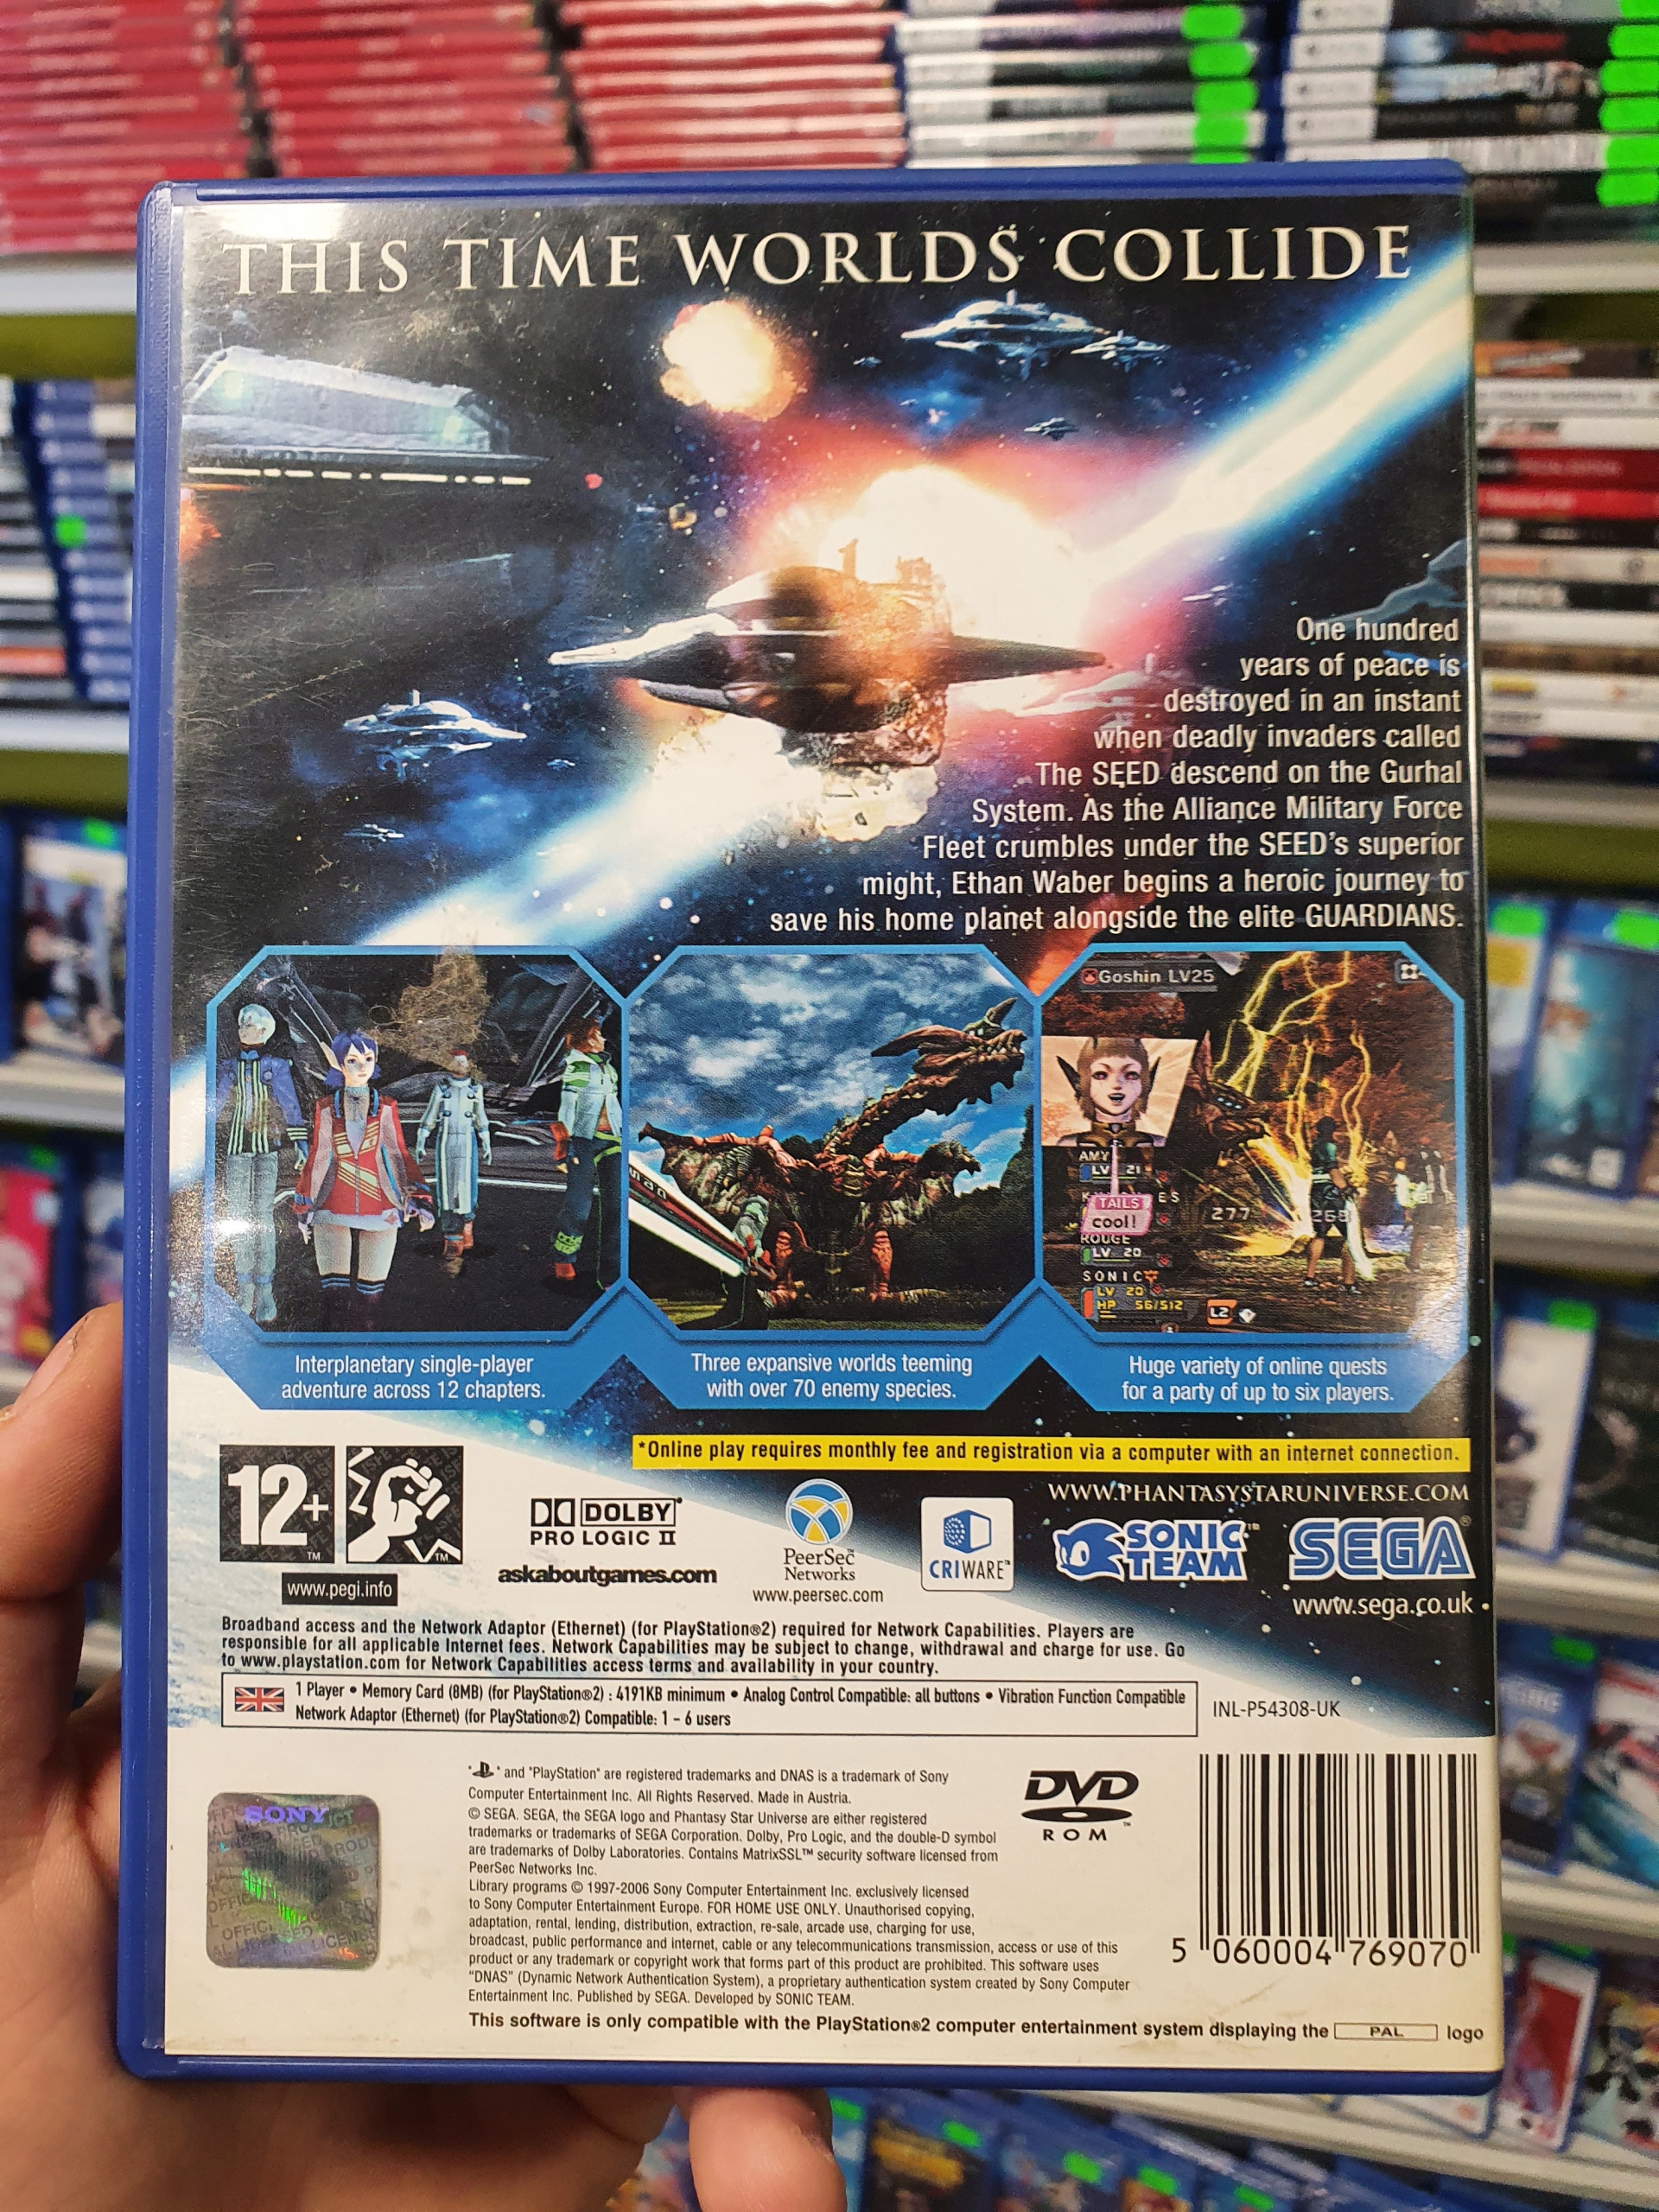 THIS TIME WORLDS COLLIDE
One hundred
years of peace is
destroyed in an instant
when deadly invaders called
The SEED descend on the Gurhal
System. As the Alliance Military Force
Fleet crumbles under the SEED's superior
might, Ethan Waber begins a heroic journey to
save his home planet alongside the elite GUARDIANS.
Goshin LV25
AMY
LV 21
TAILS
cool!
ROUGE
LV 20
SONIC
LV 20
HP 56/512
277
268
L2
Interplanetary single-player
adventure across 12 chapters.
Three expansive worlds teeming
with over 70 enemy species.
Huge variety of online quests
for a party of up to six players.
*Online play requires monthly fee and registration via a computer with an internet connection.
12+
TM
TM
www.pegi.info
DOLBY
PRO LOGIC II
askaboutgames.com
PeerSec™
Networks
www.peersec.com
CRIWARE™
WWW.PHANTASYSTARUNIVERSE.COM
SONIC
TEAM™
SEGA®
www.sega.co.uk
Broadband access and the Network Adaptor (Ethernet) (for PlayStation®2) required for Network Capabilities. Players are
responsible for all applicable Internet fees. Network Capabilities may be subject to change, withdrawal and charge for use. Go
to www.playstation.com for Network Capabilities access terms and availability in your country.
1 Player • Memory Card (8MB) (for PlayStation®2) : 4191KB minimum • Analog Control Compatible: all buttons • Vibration Function Compatible
Network Adaptor (Ethernet) (for PlayStation®2) Compatible: 1 - 6 users
INL-P54308-UK
SONY
" " and "PlayStation" are registered trademarks and DNAS is a trademark of Sony
Computer Entertainment Inc. All Rights Reserved. Made in Austria.
© SEGA. SEGA, the SEGA logo and Phantasy Star Universe are either registered
trademarks or trademarks of SEGA Corporation. Dolby, Pro Logic, and the double-D symbol
are trademarks of Dolby Laboratories. Contains MatrixSSL™ security software licensed from
PeerSec Networks Inc.
Library programs © 1997-2006 Sony Computer Entertainment Inc. exclusively licensed
to Sony Computer Entertainment Europe. FOR HOME USE ONLY. Unauthorised copying,
adaptation, rental, lending, distribution, extraction, re-sale, arcade use, charging for use,
broadcast, public performance and internet, cable or any telecommunications transmission, access or use of this
product or any trademark or copyright work that forms part of this product are prohibited. This software uses
"DNAS" (Dynamic Network Authentication System), a proprietary authentication system created by Sony Computer
Entertainment Inc. Published by SEGA. Developed by SONIC TEAM.
This software is only compatible with the PlayStation®2 computer entertainment system displaying the PAL logo
DVD™
ROM
5 060004 769070